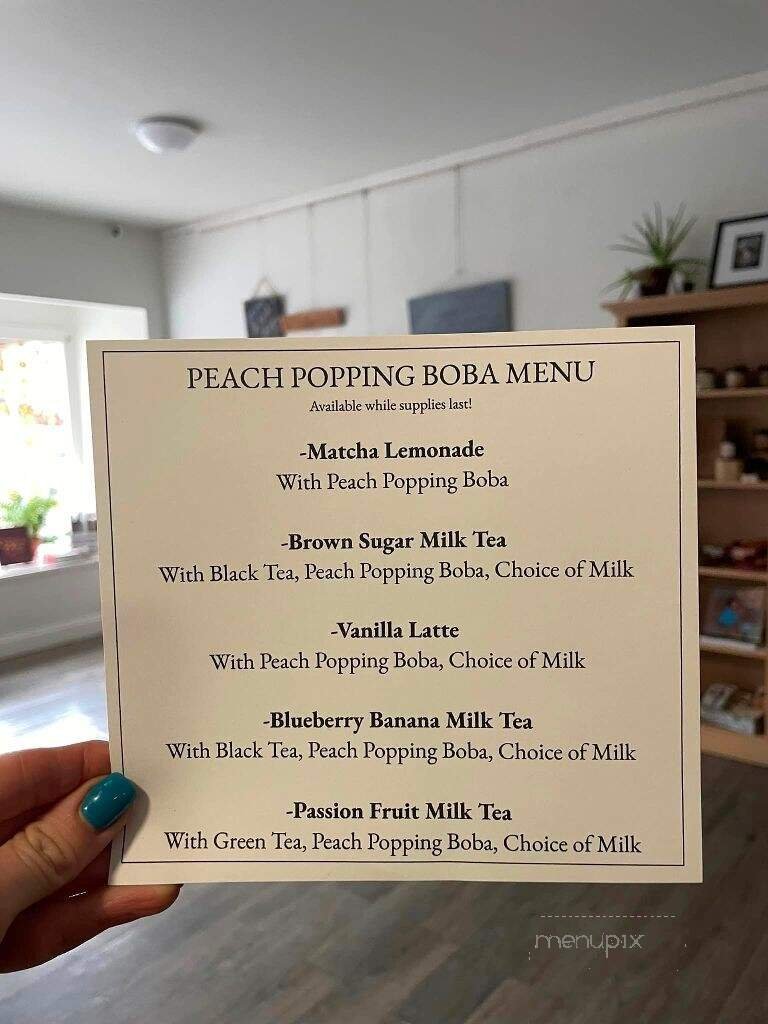 PEACH POPPING BOBA MENU
Available while supplies last!
-Matcha Lemonade
With Peach Popping Boba
-Brown Sugar Milk Tea
With Black Tea, Peach Popping Boba, Choice of Milk
-Vanilla Latte
With Peach Popping Boba, Choice of Milk
-Blueberry Banana Milk Tea
With Black Tea, Peach Popping Boba, Choice of Milk
-Passion Fruit Milk Tea
With Green Tea, Peach Popping Boba, Choice of Milk
menupix